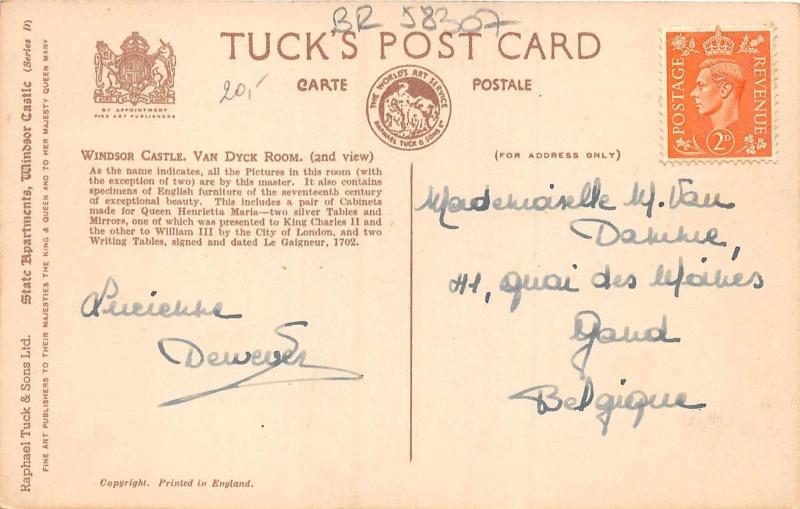 BR 58307
TUCK'S POST CARD
CARTE POSTALE
20,-
BY APPOINTMENT
FINE ART PUBLISHERS
THE WORLD'S ART SERVICE
RAPHAEL TUCK & SONS LD
POSTAGE REVENUE
2D
WINDSOR CASTLE. VAN DYCK ROOM. (2nd view)
As the name indicates, all the Pictures in this room (with
the exception of two) are by this master. It also contains
specimens of English furniture of the seventeenth century
of exceptional beauty. This includes a pair of Cabinets
made for Queen Henrietta Maria—two silver Tables and
Mirrors, one of which was presented to King Charles II and
the other to William III by the City of London, and two
Writing Tables, signed and dated Le Gaigneur, 1702.
Lucienne
Dewever
(FOR ADDRESS ONLY)
Mademoiselle M. Van
Damme,
41, quai des Moines
Gand
Belgique
Copyright. Printed in England.
Raphael Tuck & Sons Ltd. State Apartments, Windsor Castle (Series I)
FINE ART PUBLISHERS TO THEIR MAJESTIES THE KING & QUEEN AND TO HER MAJESTY QUEEN MARY